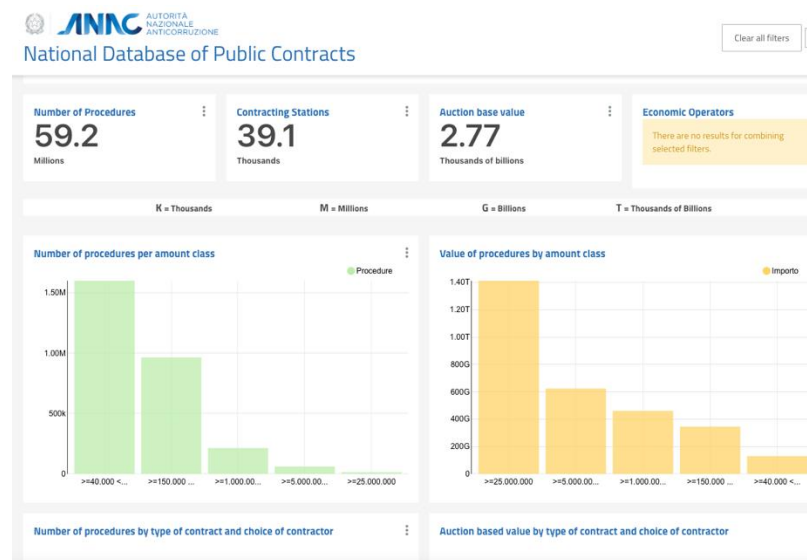 ANAC
AUTORITÀ
NAZIONALE
ANTICORRUZIONE
National Database of Public Contracts
Clear all filters
Number of Procedures
59.2
Millions
Contracting Stations
39.1
Thousands
Auction base value
2.77
Thousands of billions
Economic Operators
There are no results for combining
selected filters.
K = Thousands M = Millions G = Billions T = Thousands of Billions
Number of procedures per amount class
Procedure
1.50M
1.00M
500k
0
>=40.000 <... >=150.000 ... >=1.000.00... >=5.000.00... >=25.000.000
Value of procedures by amount class
Importo
1.40T
1.20T
1.00T
800G
600G
400G
200G
0
>=25.000.000 >=5.000.00... >=1.000.00... >=150.000 ... >=40.000 <...
Number of procedures by type of contract and choice of contractor
Auction based value by type of contract and choice of contractor